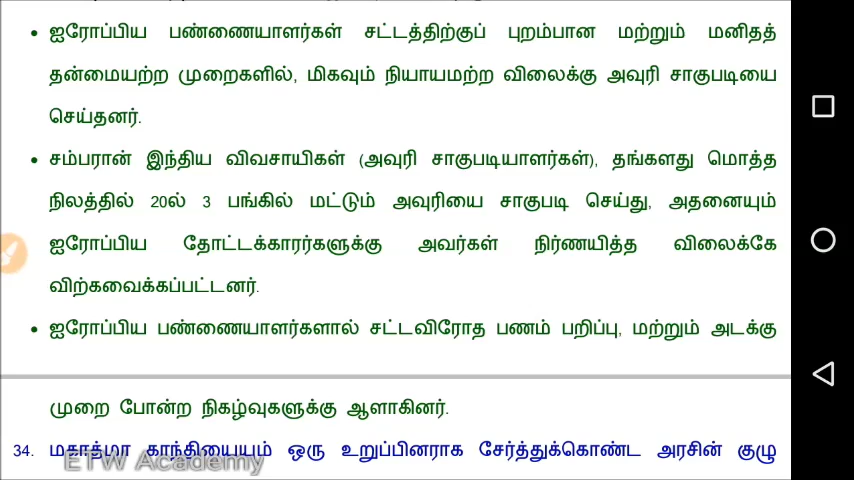 ஐரோப்பிய பண்ணையாளர்கள் சட்டத்திற்குப் புறம்பான மற்றும் மனிதத்
தன்மையற்ற முறைகளில், மிகவும் நியாயமற்ற விலைக்கு அவுரி சாகுபடியை
செய்தனர்.
சம்பரான் இந்திய விவசாயிகள் (அவுரி சாகுபடியாளர்கள்), தங்களது மொத்த
நிலத்தில் 20ல் 3 பங்கில் மட்டும் அவுரியை சாகுபடி செய்து, அதனையும்
ஐரோப்பிய தோட்டக்காரர்களுக்கு அவர்கள் நிர்ணயித்த விலைக்கே
விற்கவைக்கப்பட்டனர்.
ஐரோப்பிய பண்ணையாளர்களால் சட்டவிரோத பணம் பறிப்பு, மற்றும் அடக்கு
முறை போன்ற நிகழ்வுகளுக்கு ஆளாகினர்.
34. மகாத்மா காந்தியையும் ஒரு உறுப்பினராக சேர்த்துக்கொண்ட அரசின் குழு
ETW Academy